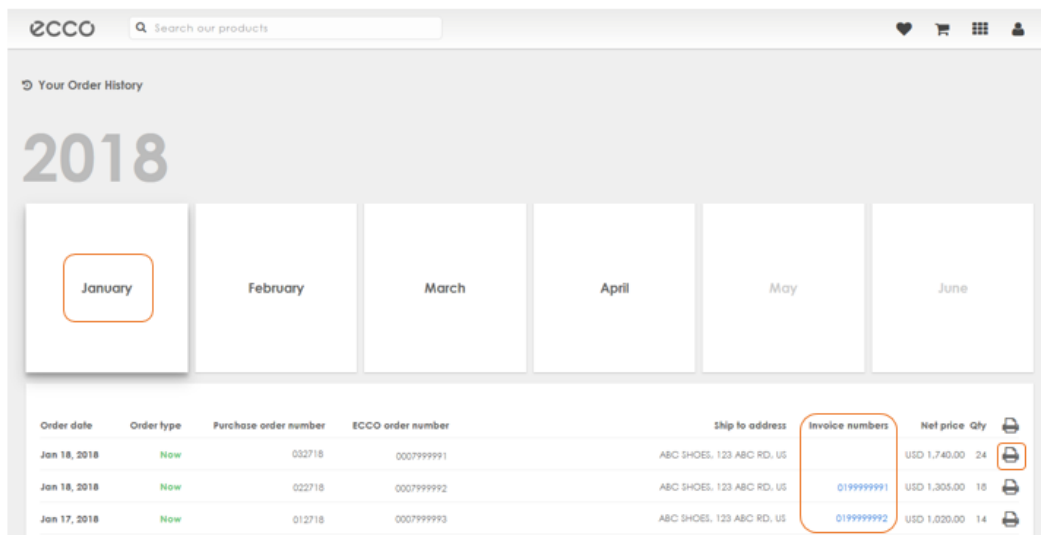 ecco Search our products
Your Order History
2018
January February March April May June
Order date Order type Purchase order number ECCO order number Ship to address Invoice numbers Net price Qty
Jan 18, 2018 Now 032718 0007999991 ABC SHOES, 123 ABC RD, US USD 1,740.00 24
Jan 18, 2018 Now 022718 0007999992 ABC SHOES, 123 ABC RD, US 0199999991 USD 1,305.00 18
Jan 17, 2018 Now 012718 0007999993 ABC SHOES, 123 ABC RD, US 0199999992 USD 1,020.00 14